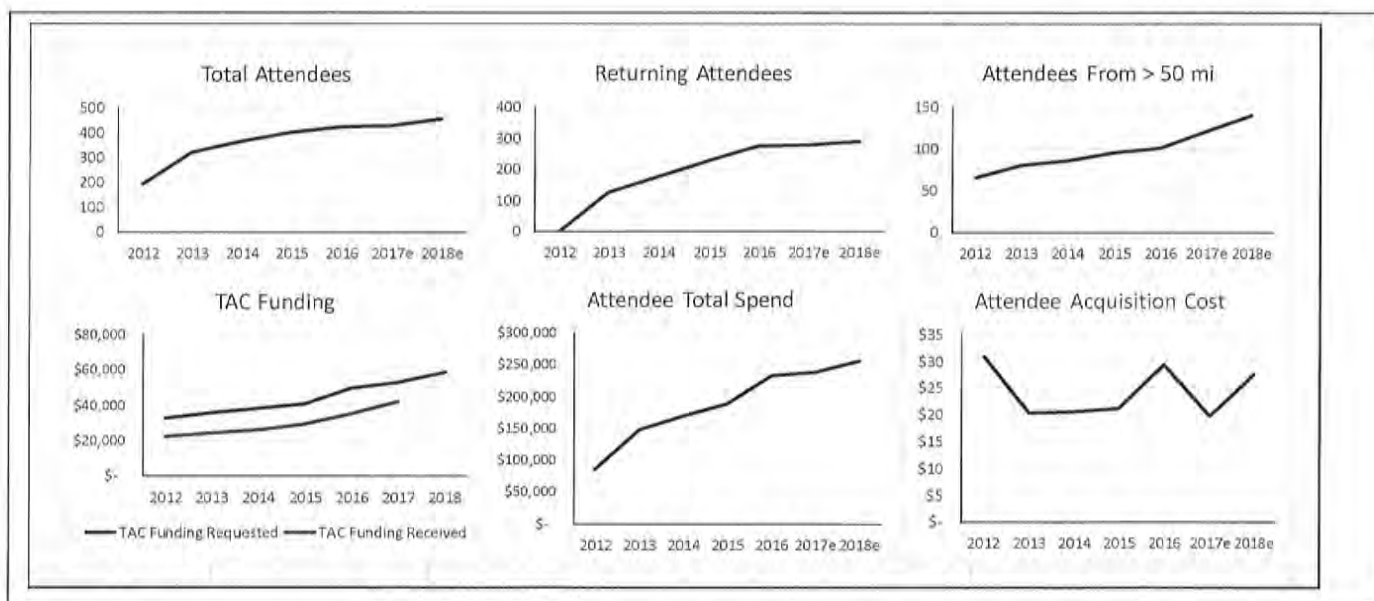 Total Attendees
500
400
300
200
100
0
2012 2013 2014 2015 2016 2017e 2018e
Returning Attendees
400
300
200
100
0
2012 2013 2014 2015 2016 2017e 2018e
Attendees From > 50 mi
150
100
50
0
2012 2013 2014 2015 2016 2017e 2018e
TAC Funding
$80,000
$60,000
$40,000
$20,000
$-
2012 2013 2014 2015 2016 2017 2018
TAC Funding Requested TAC Funding Received
Attendee Total Spend
$300,000
$250,000
$200,000
$150,000
$100,000
$50,000
$-
2012 2013 2014 2015 2016 2017e 2018e
Attendee Acquisition Cost
$35
$30
$25
$20
$15
$10
$5
$-
2012 2013 2014 2015 2016 2017e 2018e